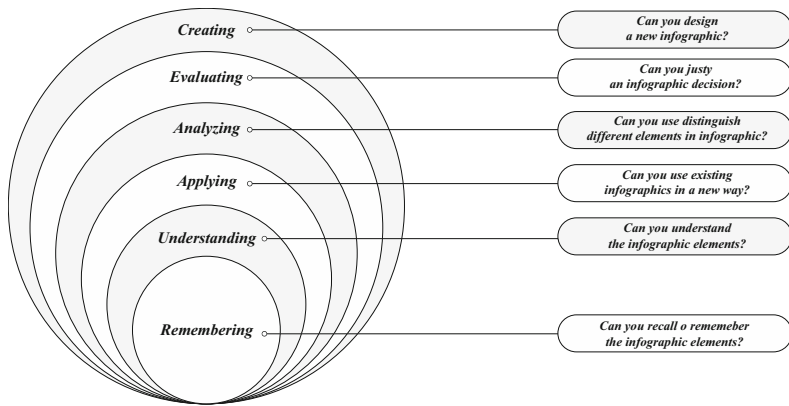 Creating
Can you design
a new infographic?
Evaluating
Can you justy
an infographic decision?
Analyzing
Can you use distinguish
different elements in infographic?
Applying
Can you use existing
infographics in a new way?
Understanding
Can you understand
the infographic elements?
Remembering
Can you recall o rememeber
the infographic elements?